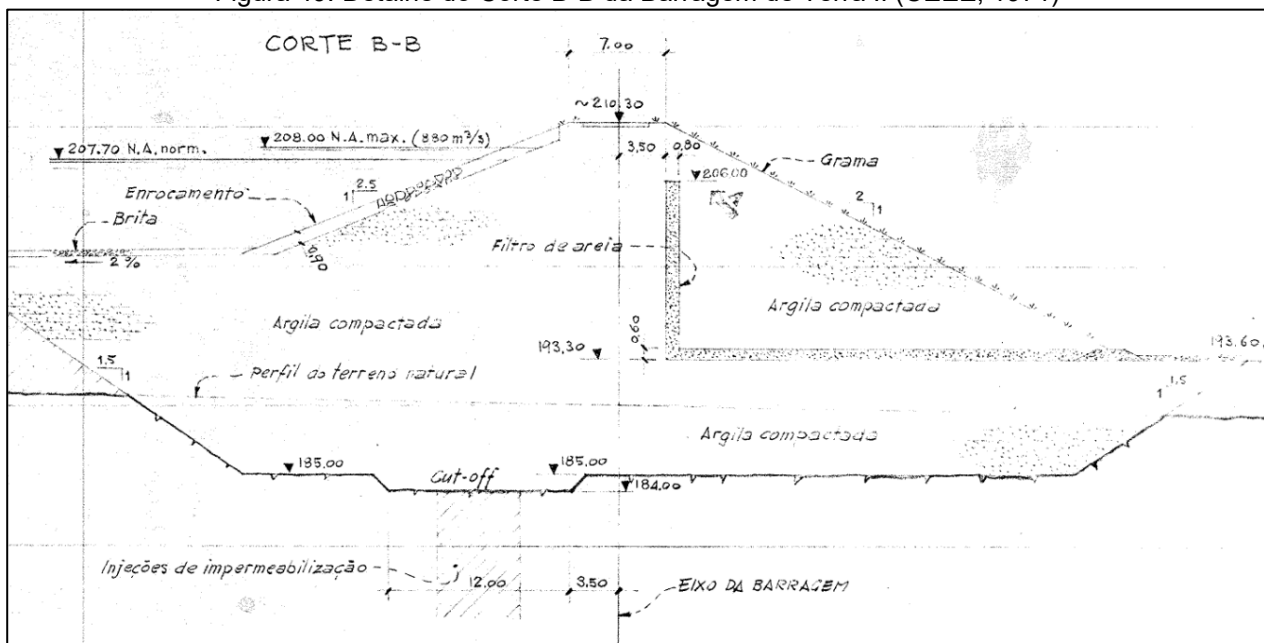 Figura 45: Detalhe do Corte B-B da Barragem de Terra II (CEEE, 1971)
CORTE B-B
7.00
~210.30
208.00 N.A. max. (880 m³/s)
207.70 N.A. norm.
3,50
0,80
Grama
206.00
Enrocamento
1
2.5
2
1
Brita
2%
0,90
Filtro de areia
Argila compactada
Argila compactada
0,60
193,30
193.60
1.5
1
Perfil do terreno natural
1
1.5
Argila compactada
185,00
Cut-off
185,00
184,00
Injeções de impermeabilização
12.00
3.50
EIXO DA BARRAGEM